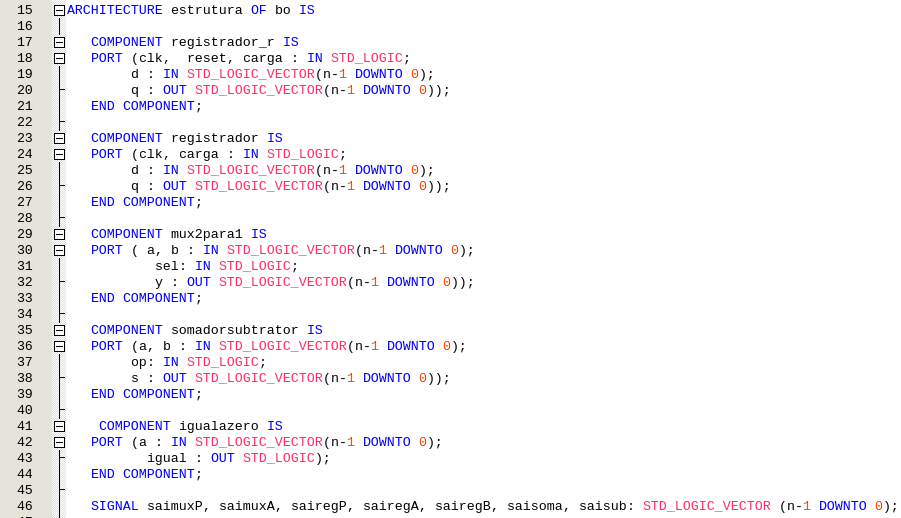 15 ARCHITECTURE estrutura OF bo IS
16
17 COMPONENT registrador_r IS
18 PORT (clk,  reset, carga : IN STD_LOGIC;
19 d : IN STD_LOGIC_VECTOR(n-1 DOWNTO 0);
20 q : OUT STD_LOGIC_VECTOR(n-1 DOWNTO 0));
21 END COMPONENT;
22
23 COMPONENT registrador IS
24 PORT (clk, carga : IN STD_LOGIC;
25 d : IN STD_LOGIC_VECTOR(n-1 DOWNTO 0);
26 q : OUT STD_LOGIC_VECTOR(n-1 DOWNTO 0));
27 END COMPONENT;
28
29 COMPONENT mux2para1 IS
30 PORT ( a, b : IN STD_LOGIC_VECTOR(n-1 DOWNTO 0);
31 sel: IN STD_LOGIC;
32 y : OUT STD_LOGIC_VECTOR(n-1 DOWNTO 0));
33 END COMPONENT;
34
35 COMPONENT somadorsubtrator IS
36 PORT (a, b : IN STD_LOGIC_VECTOR(n-1 DOWNTO 0);
37 op: IN STD_LOGIC;
38 s : OUT STD_LOGIC_VECTOR(n-1 DOWNTO 0));
39 END COMPONENT;
40
41 COMPONENT igualazero IS
42 PORT (a : IN STD_LOGIC_VECTOR(n-1 DOWNTO 0);
43 igual : OUT STD_LOGIC);
44 END COMPONENT;
45
46 SIGNAL saimuxP, saimuxA, sairegP, sairegA, sairegB, saisoma, saisub: STD_LOGIC_VECTOR (n-1 DOWNTO 0);